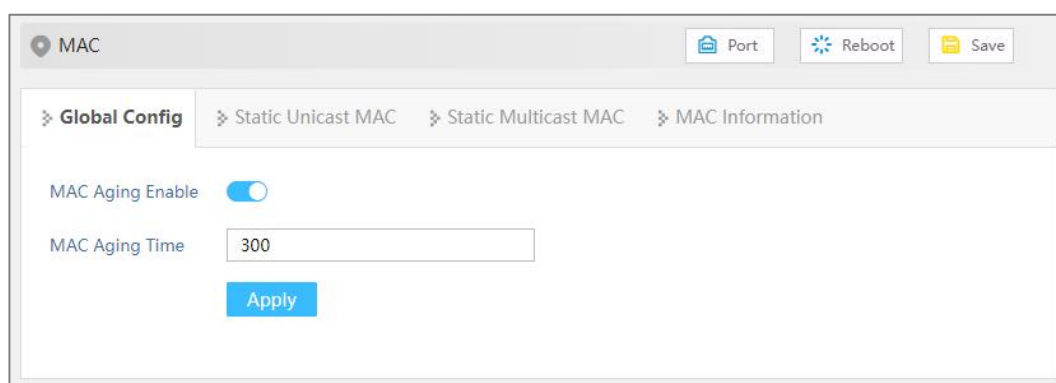 MAC
Port
Reboot
Save
Global Config
Static Unicast MAC
Static Multicast MAC
MAC Information
MAC Aging Enable
MAC Aging Time
300
Apply